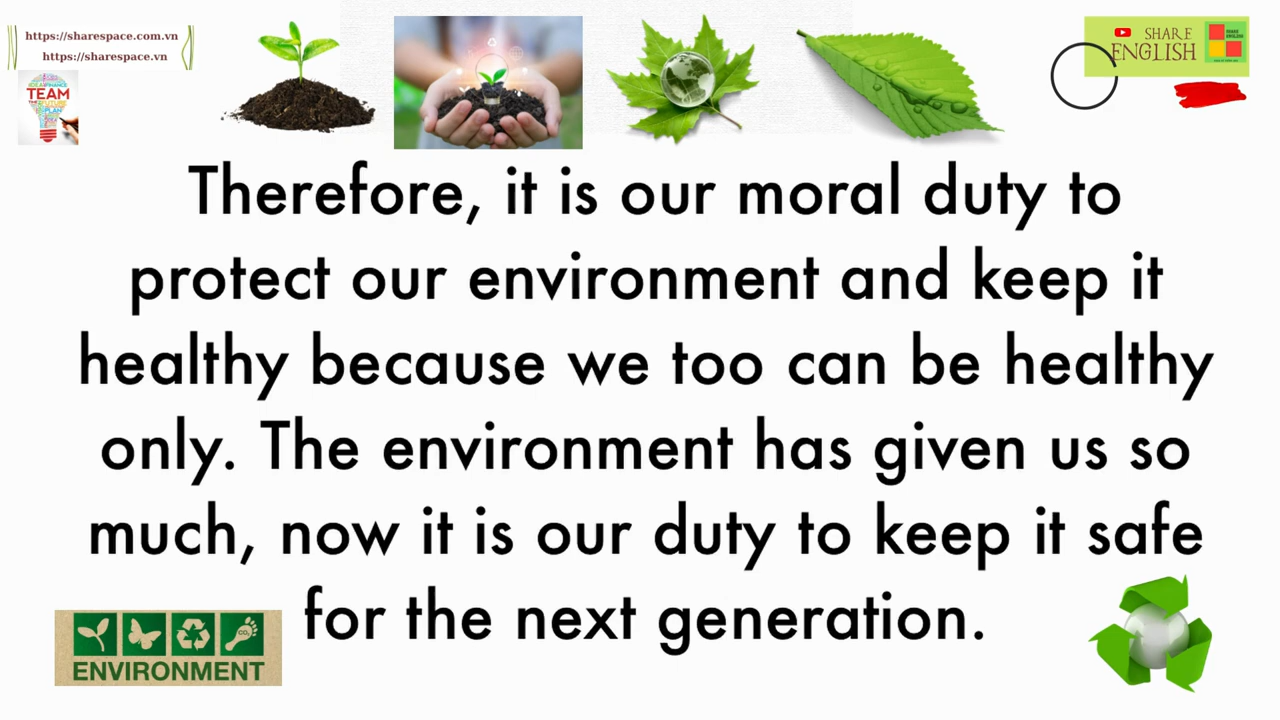 https://sharespace.com.vn
https://sharespace.vn
TEAM
PLAN
SHARE
ENGLISH
Therefore, it is our moral duty to
protect our environment and keep it
healthy because we too can be healthy
only. The environment has given us so
much, now it is our duty to keep it safe
for the next generation.
CO₂
ENVIRONMENT